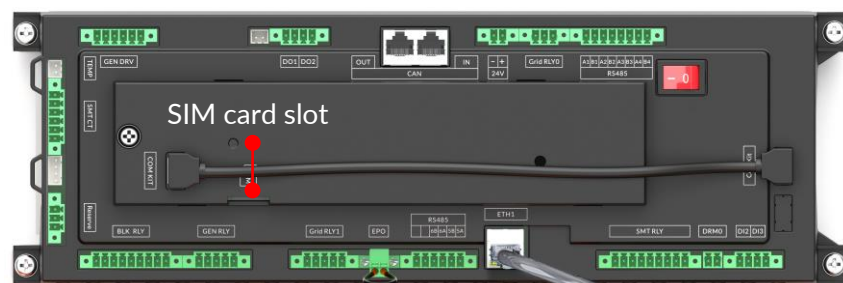 GEN DRV
DO1 DO2
OUT
IN
CAN
- +
24V
Grid RLY0
A1 B1 A2 B2 A3 B3 A4 B4
RS485
TEMP
SMT CT
Reserve
- 0
SIM card slot
COM KIT
BLK RLY
GEN RLY
Grid RLY1
EPO
RS485
6B 6A 5B 5A
ETH1
SMT RLY
DRM0
DI2 DI3